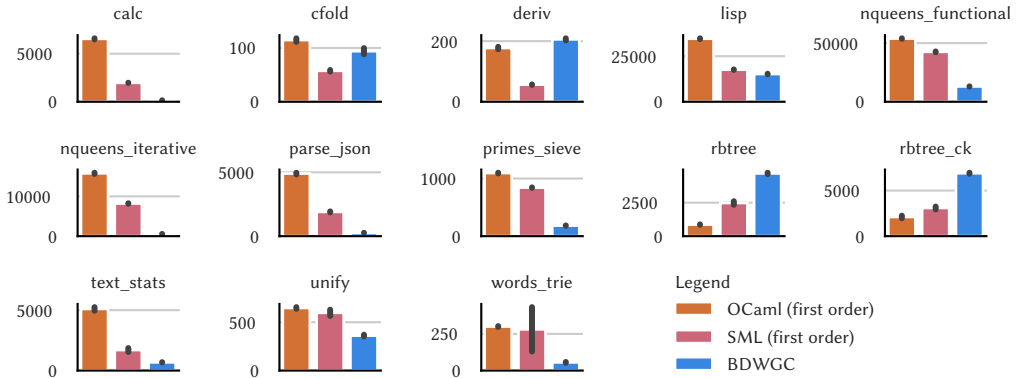 calc cfold deriv lisp nqueens_functional
5000 100 200 25000 50000
0 0 0 0 0
nqueens_iterative parse_json primes_sieve rbtree rbtree_ck
10000 5000 1000 2500 5000
0 0 0 0 0
text_stats unify words_trie Legend
5000 500 250 OCaml (first order)
SML (first order)
0 0 0 BDWGC